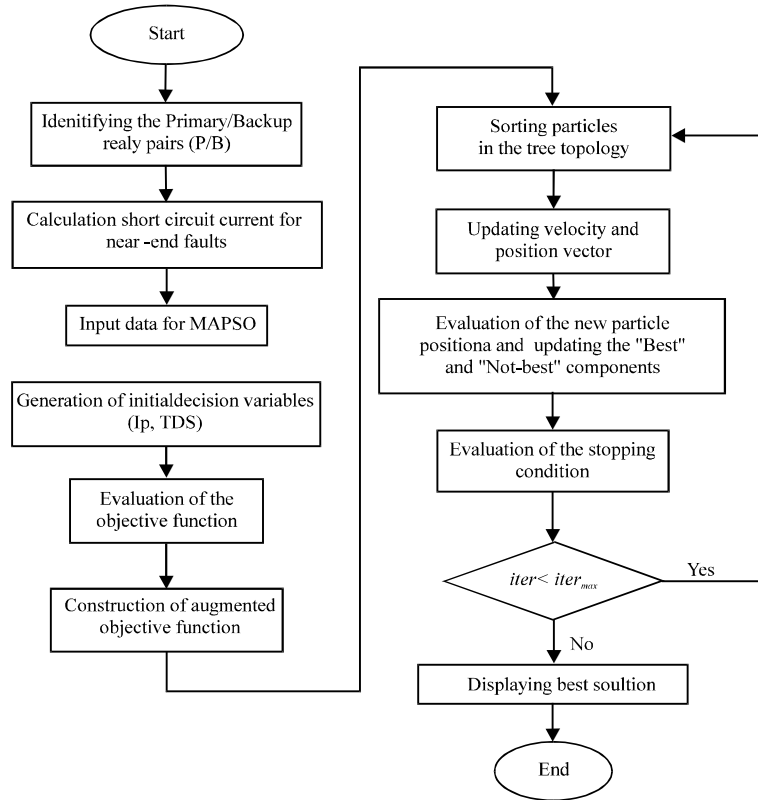 Start
Idenitifying the Primary/Backup
realy pairs (P/B)
Calculation short circuit current for
near -end faults
Input data for MAPSO
Generation of initialdecision variables
(Ip, TDS)
Evaluation of the
objective function
Construction of augmented
objective function
Sorting particles
in the tree topology
Updating velocity and
position vector
Evaluation of the new particle
positiona and updating the "Best"
and "Not-best" components
Evaluation of the stopping
condition
iter< iter_max
Yes
No
Displaying best soultion
End